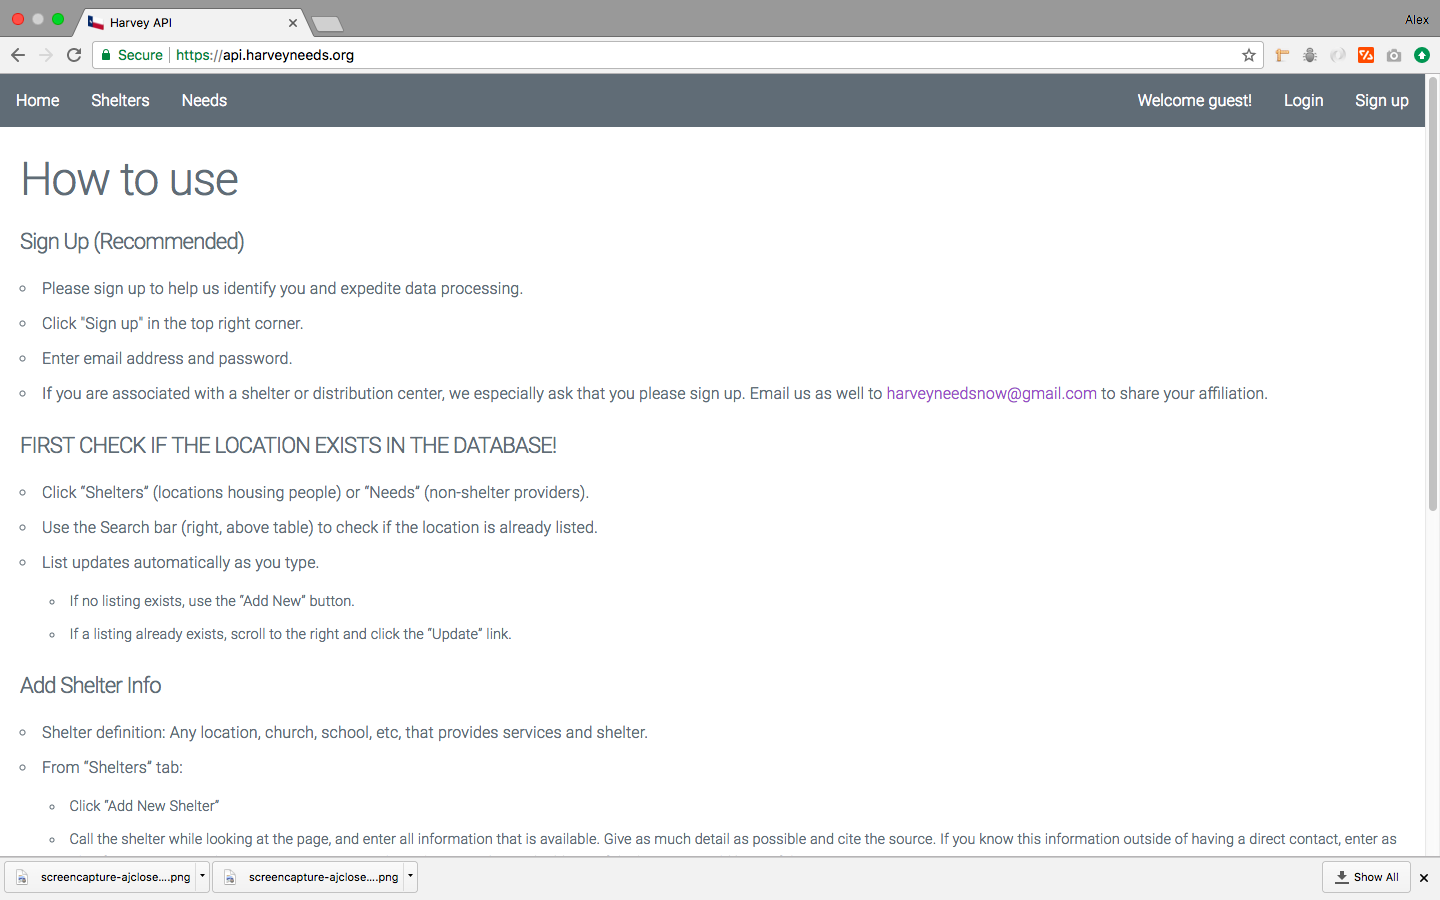 Harvey API
Alex
Secure https://api.harveyneeds.org
Home Shelters Needs Welcome guest! Login Sign up
How to use
Sign Up (Recommended)
Please sign up to help us identify you and expedite data processing.
Click "Sign up" in the top right corner.
Enter email address and password.
If you are associated with a shelter or distribution center, we especially ask that you please sign up. Email us as well to harveyneedsnow@gmail.com to share your affiliation.
FIRST CHECK IF THE LOCATION EXISTS IN THE DATABASE!
Click “Shelters” (locations housing people) or “Needs” (non-shelter providers).
Use the Search bar (right, above table) to check if the location is already listed.
List updates automatically as you type.
If no listing exists, use the “Add New” button.
If a listing already exists, scroll to the right and click the “Update” link.
Add Shelter Info
Shelter definition: Any location, church, school, etc, that provides services and shelter.
From “Shelters” tab:
Click “Add New Shelter”
Call the shelter while looking at the page, and enter all information that is available. Give as much detail as possible and cite the source. If you know this information outside of having a direct contact, enter as
screencapture-ajclose....png screencapture-ajclose....png Show All